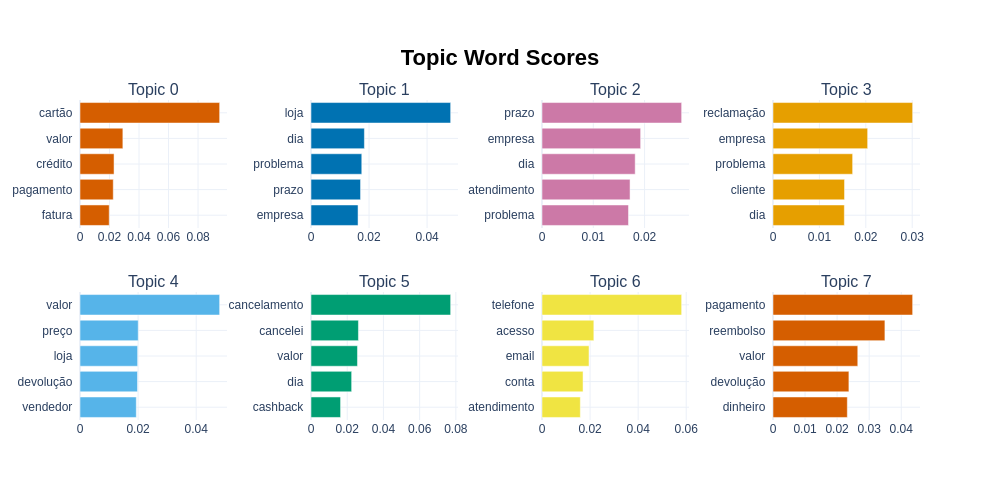 Topic Word Scores
Topic 0
cartão
valor
crédito
pagamento
fatura
0 0.02 0.04 0.06 0.08
Topic 1
loja
dia
problema
prazo
empresa
0 0.02 0.04
Topic 2
prazo
empresa
dia
atendimento
problema
0 0.01 0.02
Topic 3
reclamação
empresa
problema
cliente
dia
0 0.01 0.02 0.03
Topic 4
valor
preço
loja
devolução
vendedor
0 0.02 0.04
Topic 5
cancelamento
cancelei
valor
dia
cashback
0 0.02 0.04 0.06 0.08
Topic 6
telefone
acesso
email
conta
atendimento
0 0.02 0.04 0.06
Topic 7
pagamento
reembolso
valor
devolução
dinheiro
0 0.01 0.02 0.03 0.04